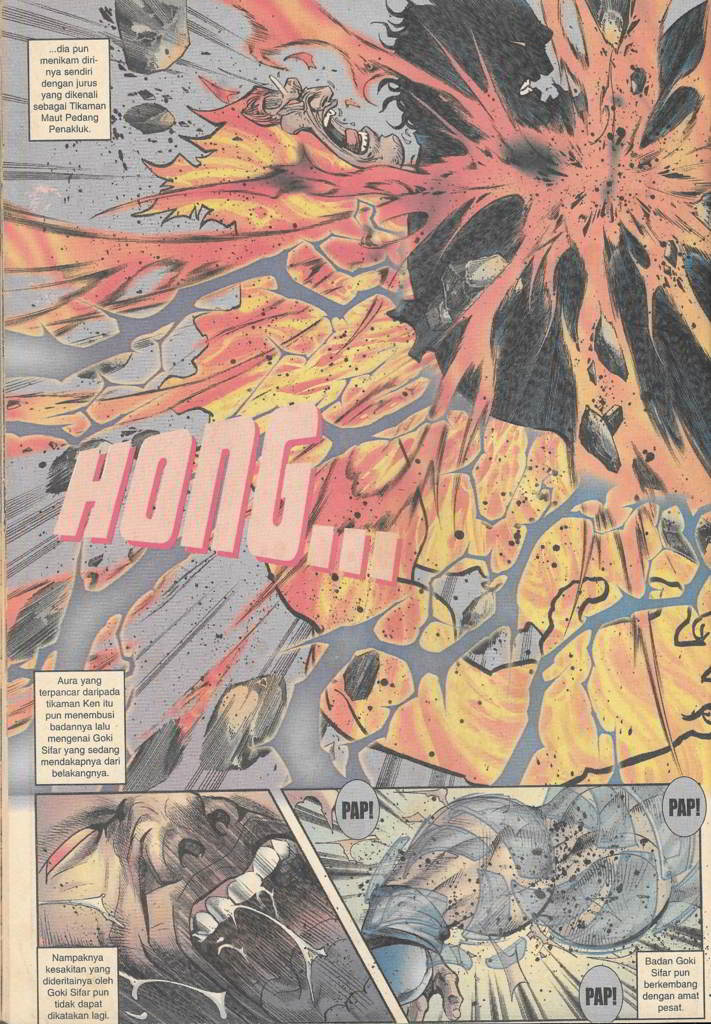 ...dia pun
menikam diri-
nya sendiri
dengan jurus
yang dikenali
sebagai Tikaman
Maut Pedang
Penakluk.
HONG...
Aura yang
terpancar daripada
tikaman Ken itu
pun menembusi
badannya lalu
mengenai Goki
Sifar yang sedang
mendakapnya dari
belakangnya.
Nampaknya
kesakitan yang
dideritainya oleh
Goki Sifar pun
tidak dapat
dikatakan lagi.
PAP!
PAP!
PAP!
Badan Goki
Sifar pun
berkembang
dengan amat
pesat.